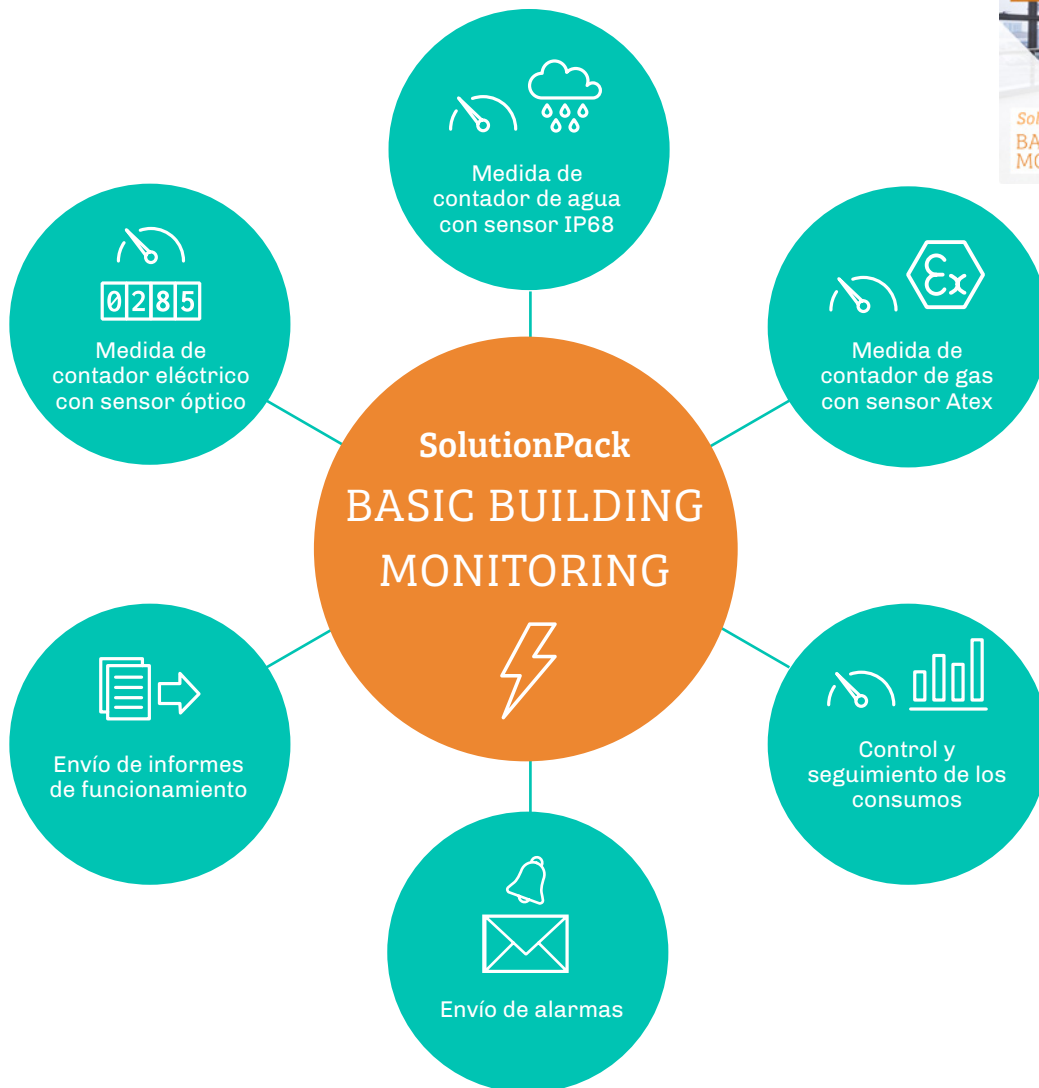 Medida de
contador de agua
con sensor IP68
0285
Medida de
contador eléctrico
con sensor óptico
Ex
Medida de
contador de gas
con sensor Atex
SolutionPack
BASIC BUILDING
MONITORING
Envío de informes
de funcionamiento
Control y
seguimiento de los
consumos
Envío de alarmas